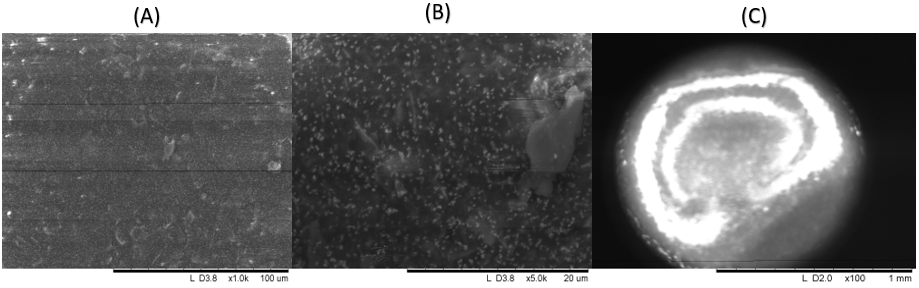 (A)
(B)
(C)
L D3.8 x1.0k 100 um
L D3.8 x5.0k 20 um
L D2.0 x100 1 mm